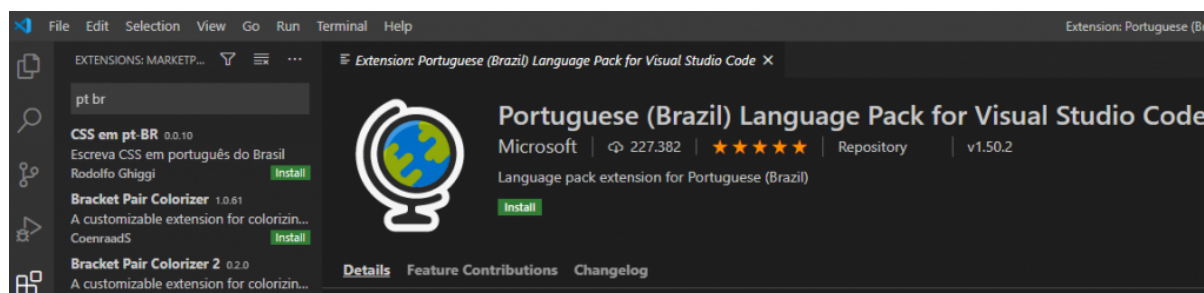 File Edit Selection View Go Run Terminal Help
Extension: Portuguese (Br
EXTENSIONS: MARKETP...
pt br
CSS em pt-BR 0.0.10
Escreva CSS em português do Brasil
Rodolfo Ghiggi Install
Bracket Pair Colorizer 1.0.61
A customizable extension for colorizin...
CoenraadS Install
Bracket Pair Colorizer 2 0.2.0
A customizable extension for colorizin...
Extension: Portuguese (Brazil) Language Pack for Visual Studio Code
Portuguese (Brazil) Language Pack for Visual Studio Code
Microsoft 227.382 Repository v1.50.2
Language pack extension for Portuguese (Brazil)
Install
Details Feature Contributions Changelog